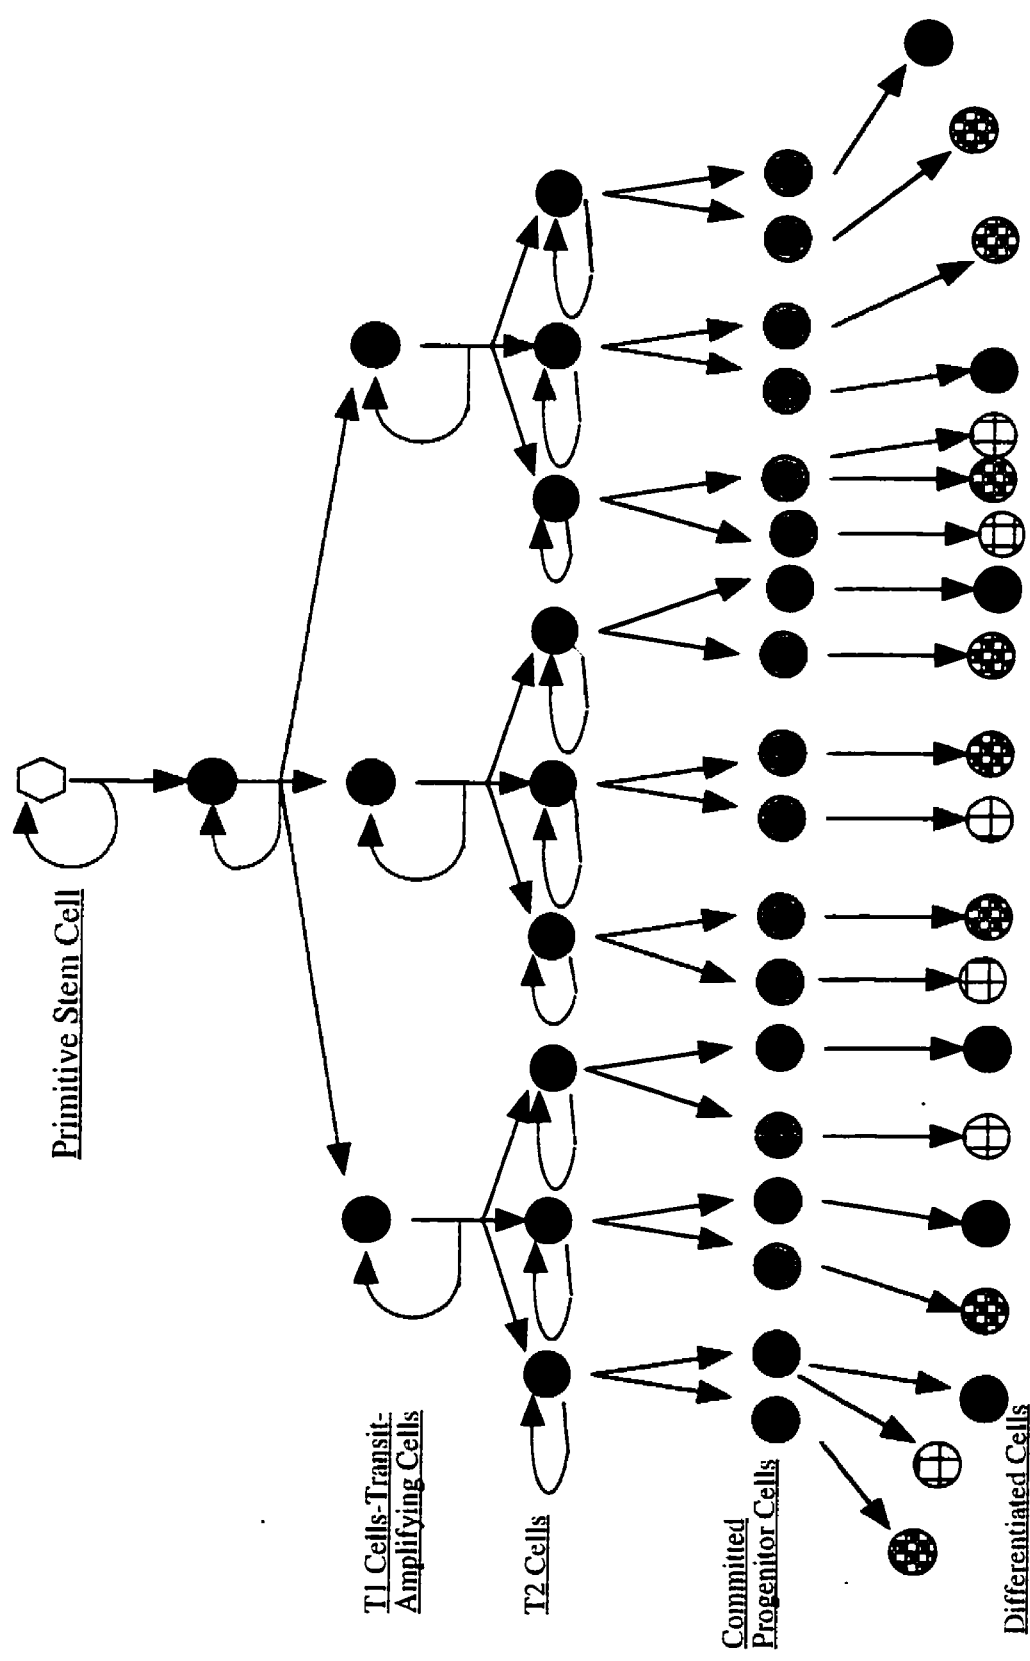 Primitive Stem Cell
T1 Cells-Transit-
Amplifying Cells
T2 Cells
Committed
Progenitor Cells
Differentiated Cells